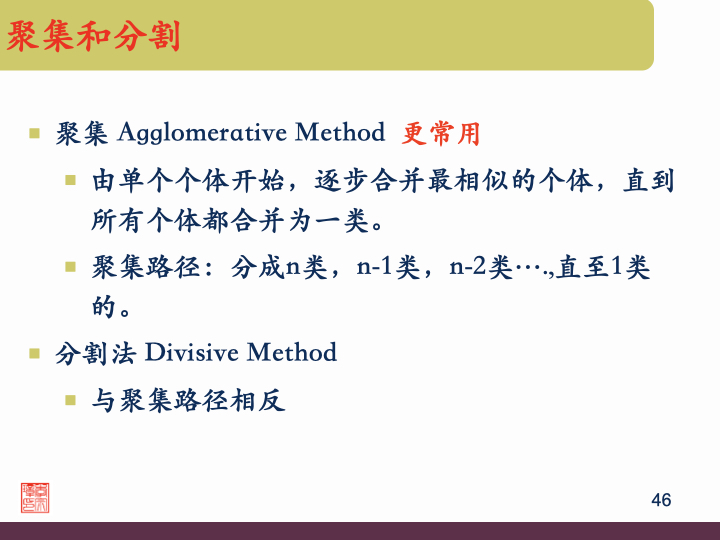 聚集和分割
聚集 Agglomerative Method 更常用
由单个个体开始，逐步合并最相似的个体，直到
所有个体都合并为一类。
聚集路径：分成n类，n-1类，n-2类….,直至1类
的。
分割法 Divisive Method
与聚集路径相反
46